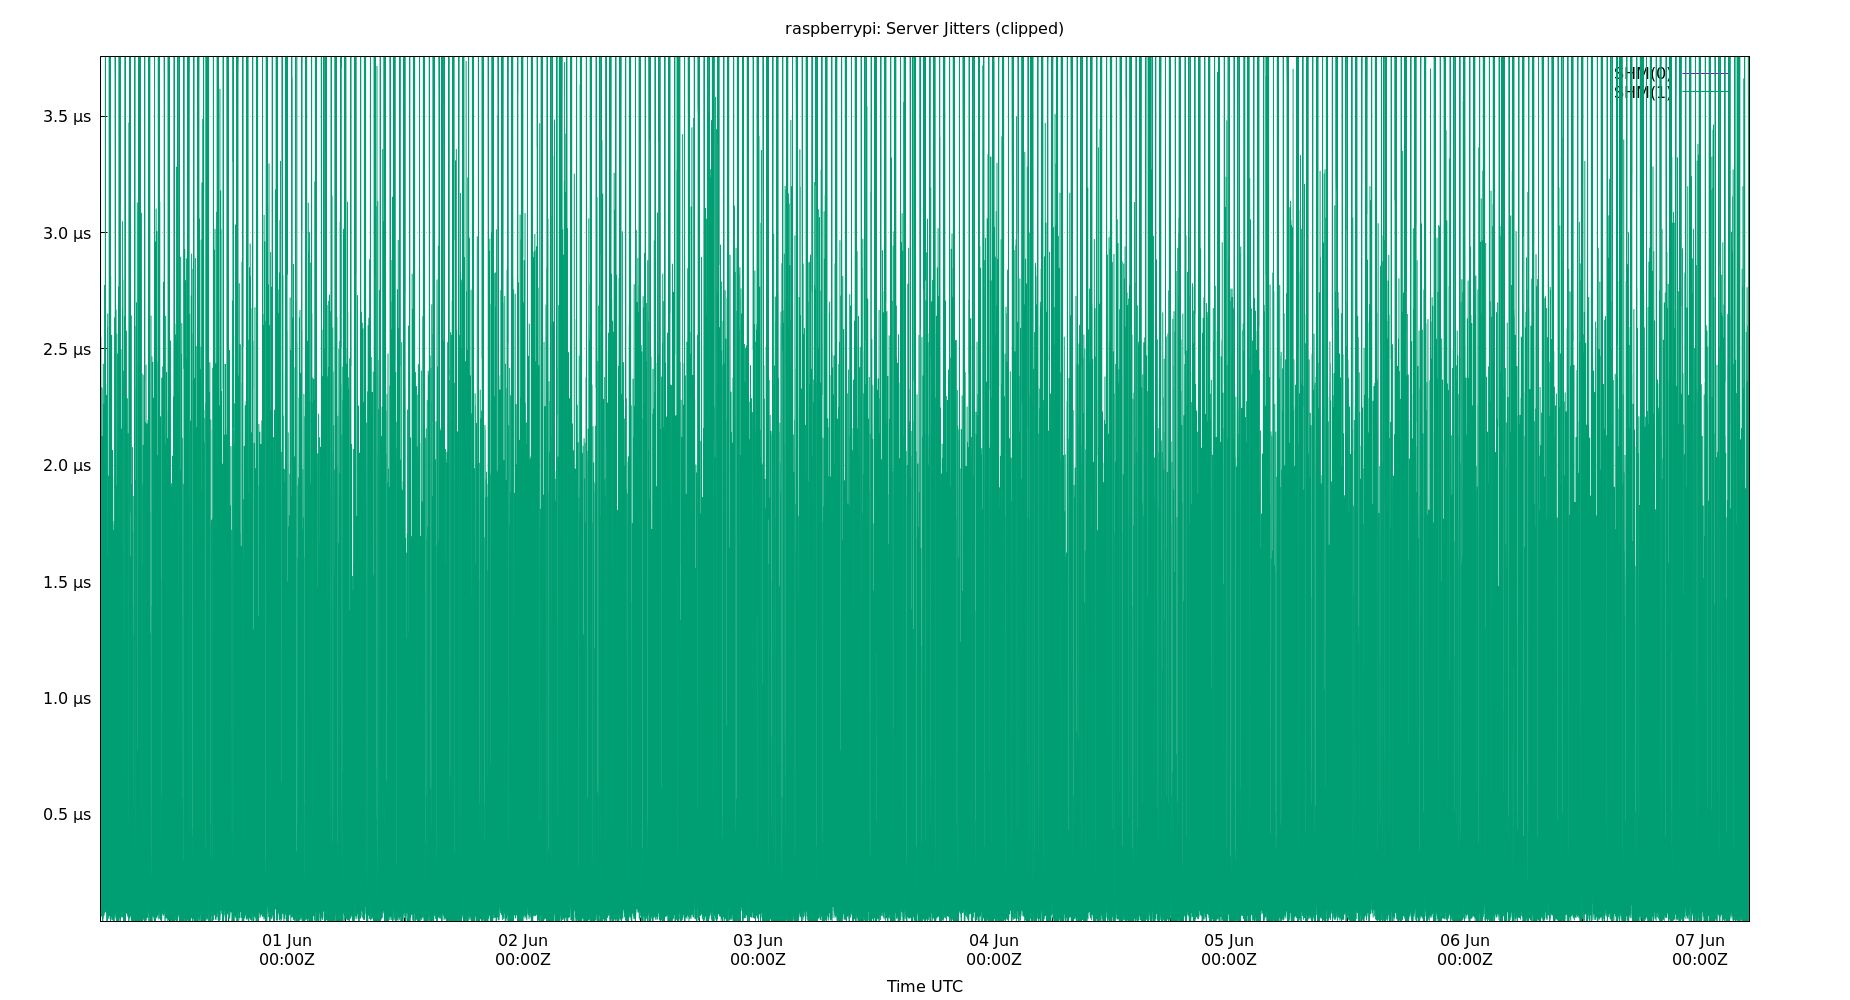 raspberrypi: Server Jitters (clipped)
SHM(0)
SHM(1)
3.5 µs
3.0 µs
2.5 µs
2.0 µs
1.5 µs
1.0 µs
0.5 µs
01 Jun 02 Jun 03 Jun 04 Jun 05 Jun 06 Jun 07 Jun
00:00Z 00:00Z 00:00Z 00:00Z 00:00Z 00:00Z 00:00Z
Time UTC